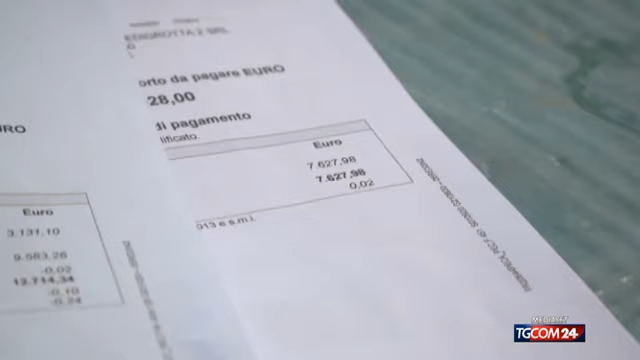 EDIGROTTA 2 SRL
orto da pagare EURO
28,00
di pagamento
lificato.
Euro
7.627,98
7.627,98
0,02
013 e s.m.i.
URO
Euro
3.131,10
9.583,26
-0,02
12.714,34
-0,10
-0,24
MEDIASET
TGCOM24